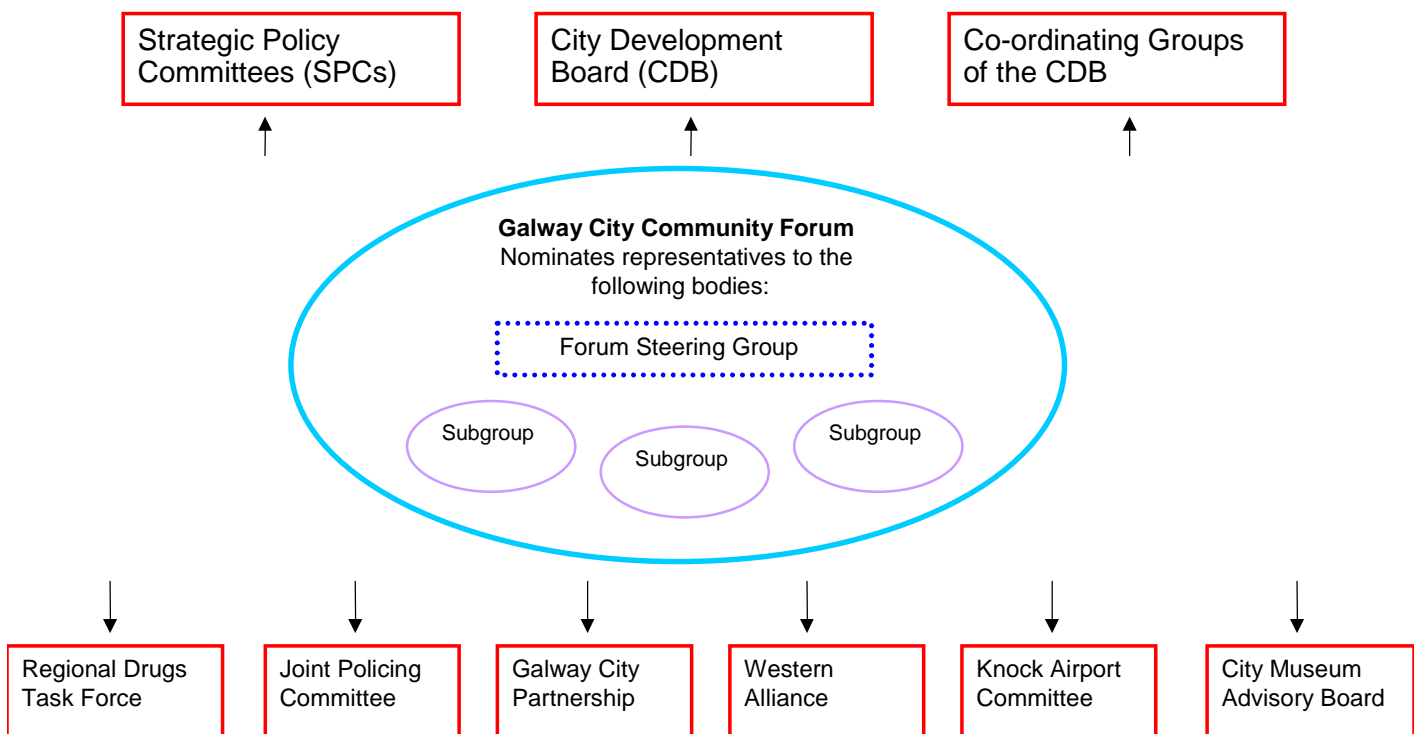 Strategic Policy
Committees (SPCs)
City Development
Board (CDB)
Co-ordinating Groups
of the CDB
Galway City Community Forum
Nominates representatives to the
following bodies:
Forum Steering Group
Subgroup
Subgroup
Subgroup
Regional Drugs
Task Force
Joint Policing
Committee
Galway City
Partnership
Western
Alliance
Knock Airport
Committee
City Museum
Advisory Board